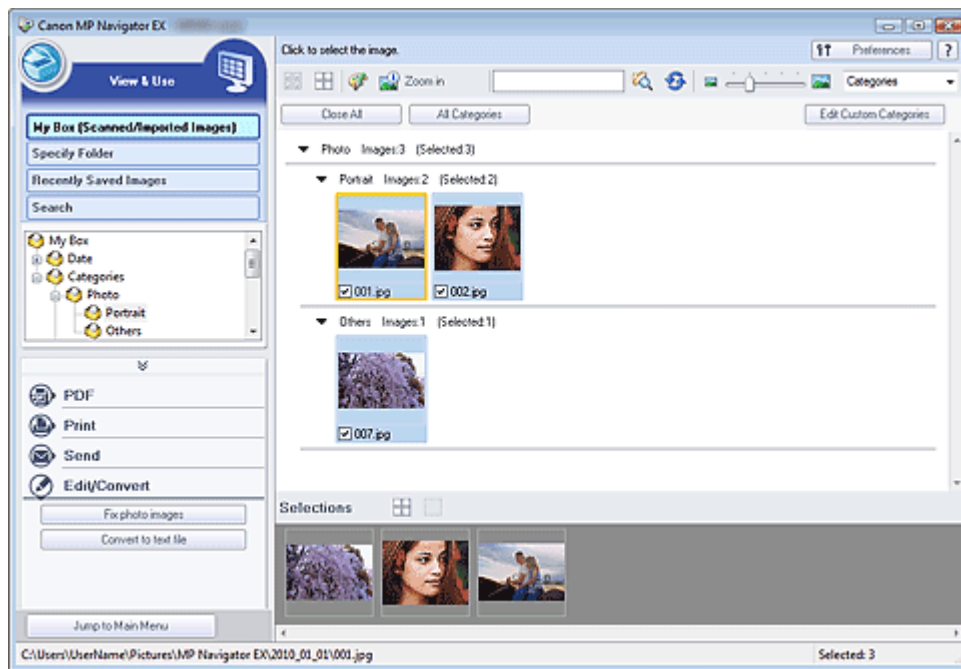 Canon MP Navigator EX
View & Use
My Box (Scanned/Imported Images)
Specify Folder
Recently Saved Images
Search
My Box
Date
Categories
Photo
Portrait
Others
PDF
Print
Send
Edit/Convert
Fix photo images
Convert to text file
Jump to Main Menu
Click to select the image.
Preferences
?
Zoom in
Categories
Close All
All Categories
Edit Custom Categories
Photo Images:3 (Selected:3)
Portrait Images:2 (Selected:2)
001.jpg
002.jpg
Others Images:1 (Selected:1)
007.jpg
Selections
C:\Users\UserName\Pictures\MP Navigator EX\2010_01_01\001.jpg
Selected: 3